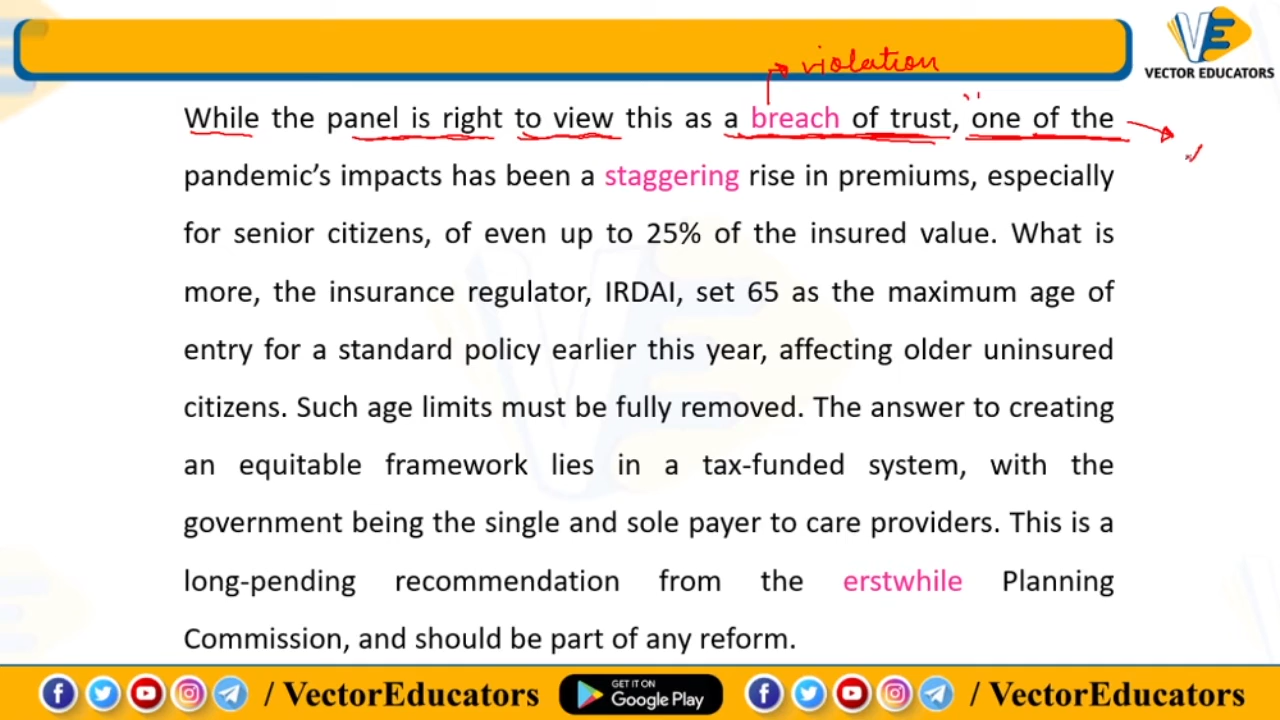 violation
VECTOR EDUCATORS
While the panel is right to view this as a breach of trust, one of the
pandemic’s impacts has been a staggering rise in premiums, especially
for senior citizens, of even up to 25% of the insured value. What is
more, the insurance regulator, IRDAI, set 65 as the maximum age of
entry for a standard policy earlier this year, affecting older uninsured
citizens. Such age limits must be fully removed. The answer to creating
an equitable framework lies in a tax-funded system, with the
government being the single and sole payer to care providers. This is a
long-pending recommendation from the erstwhile Planning
Commission, and should be part of any reform.
/ VectorEducators GET IT ON Google Play / VectorEducators